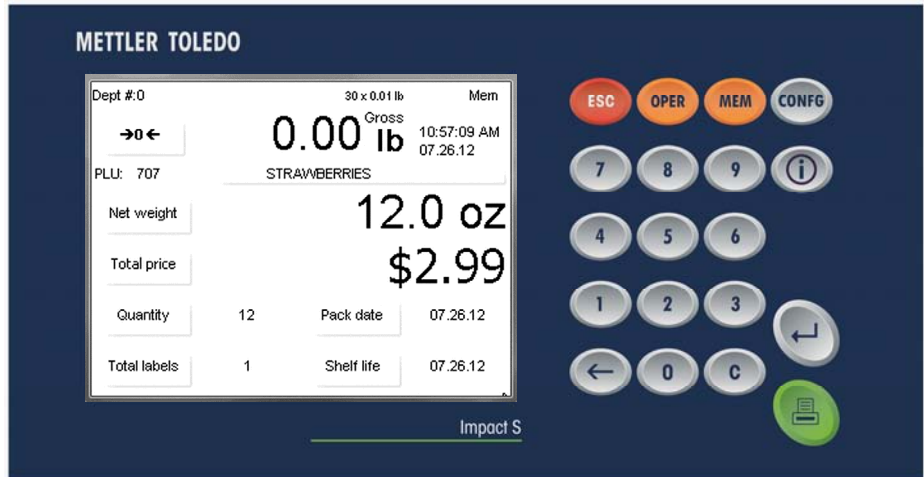 METTLER TOLEDO
Dept #:0 30 x 0.01 lb Mem
→0← 0.00 Gross lb 10:57:09 AM
07.26.12
PLU: 707 STRAWBERRIES
Net weight 12.0 oz
Total price $2.99
Quantity 12 Pack date 07.26.12
Total labels 1 Shelf life 07.26.12
Impact S
ESC OPER MEM CONFG
7 8 9 i
4 5 6
1 2 3
← 0 C